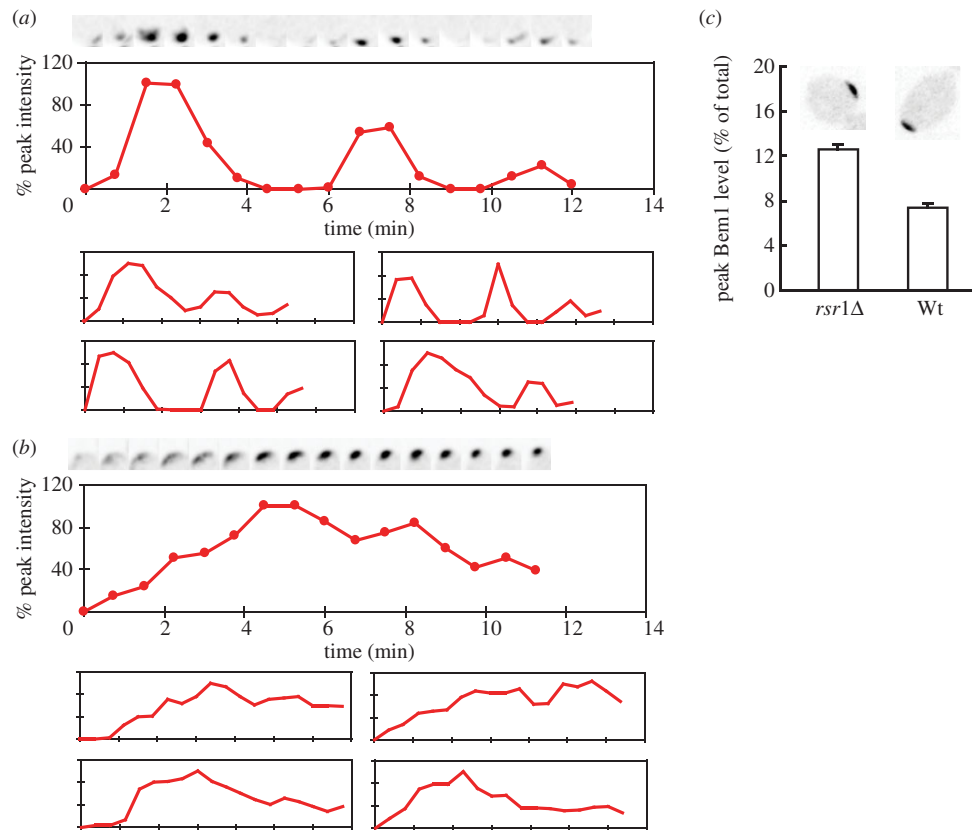 (a)
% peak intensity
120
80
40
0 2 4 6 8 10 12 14
time (min)
(b)
% peak intensity
120
80
40
0 2 4 6 8 10 12 14
time (min)
(c)
peak Bem1 level (% of total)
20
16
12
8
4
0
rsr1Δ Wt